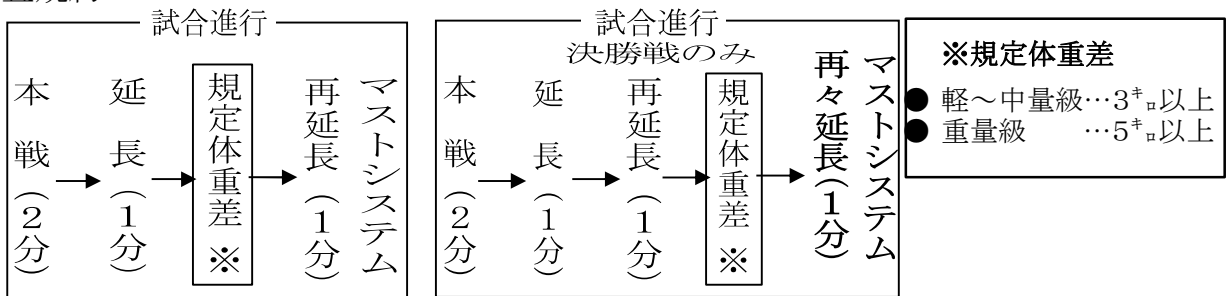 試合進行
本戦（2分）
延長（1分）
規定体重差※
再延長（1分）
マストシステム
試合進行
決勝戦のみ
本戦（2分）
延長（1分）
再延長（1分）
規定体重差※
再々延長（1分）
マストシステム
※規定体重差
● 軽～中量級…3㌔以上
● 重量級　　…5㌔以上